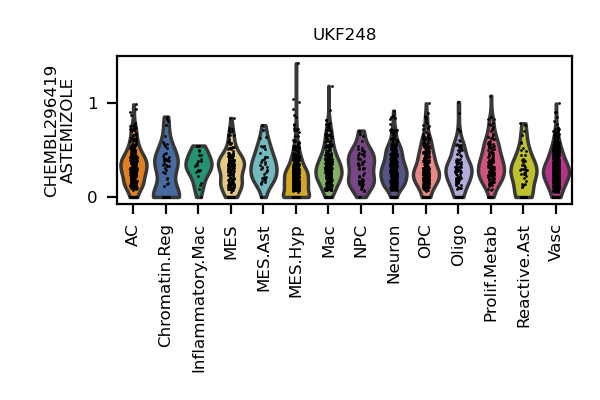 UKF248
CHEMBL296419
ASTEMIZOLE
1
0
AC
Chromatin.Reg
Inflammatory.Mac
MES
MES.Ast
MES.Hyp
Mac
NPC
Neuron
OPC
Oligo
Prolif.Metab
Reactive.Ast
Vasc